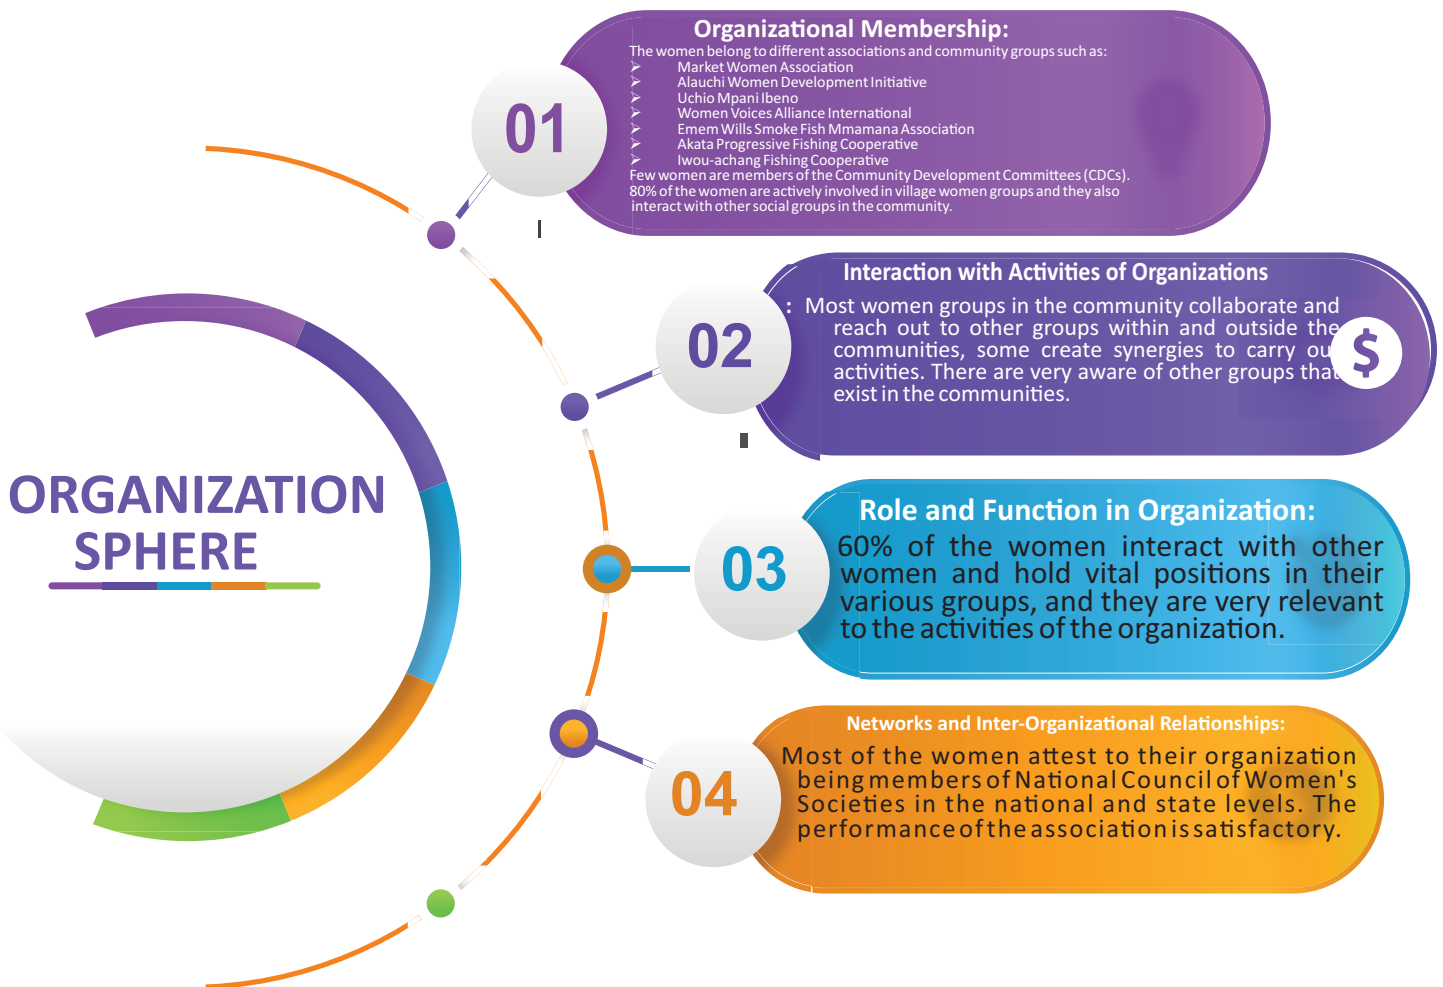 ORGANIZATION
SPHERE
01
Organizational Membership:
The women belong to different associations and community groups such as:
➢ Market Women Association
➢ Alauchi Women Development Initiative
➢ Uchio Mpani Ibeno
➢ Women Voices Alliance International
➢ Emem Wills Smoke Fish Mmamana Association
➢ Akata Progressive Fishing Cooperative
➢ Iwou-achang Fishing Cooperative
Few women are members of the Community Development Committees (CDCs).
80% of the women are actively involved in village women groups and they also
interact with other social groups in the community.
02
Interaction with Activities of Organizations
: Most women groups in the community collaborate and
reach out to other groups within and outside the
communities, some create synergies to carry ou
activities. There are very aware of other groups that
exist in the communities.
$
03
Role and Function in Organization:
60% of the women interact with other
women and hold vital positions in their
various groups, and they are very relevant
to the activities of the organization.
04
Networks and Inter-Organizational Relationships:
Most of the women attest to their organization
being members of National Council of Women's
Societies in the national and state levels. The
performance of the association is satisfactory.